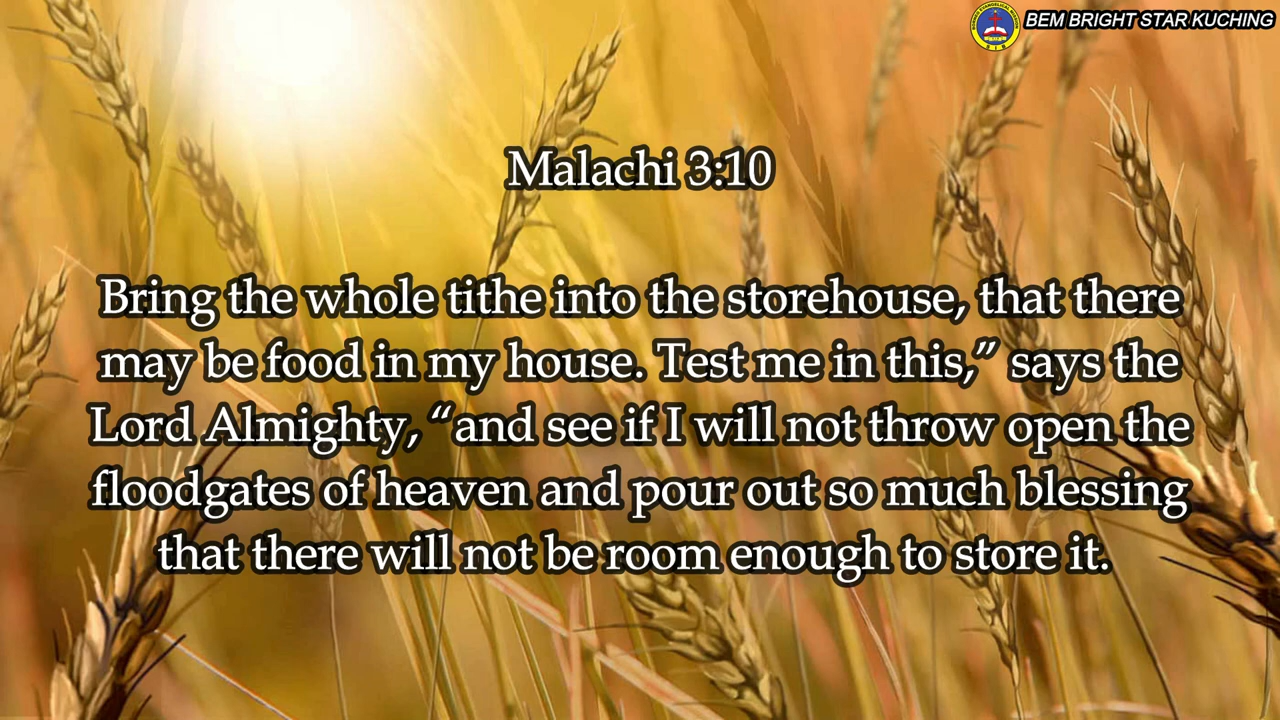 BEM BRIGHT STAR KUCHING
Malachi 3:10
Bring the whole tithe into the storehouse, that there
may be food in my house. Test me in this,” says the
Lord Almighty, “and see if I will not throw open the
floodgates of heaven and pour out so much blessing
that there will not be room enough to store it.